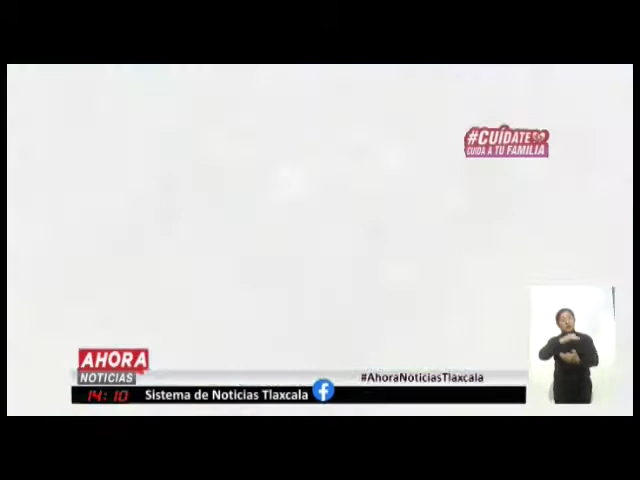 #CUÍDATE
CUIDA A TU FAMILIA
AHORA
NOTICIAS
#AhoraNoticiasTlaxcala
14:10
Sistema de Noticias Tlaxcala